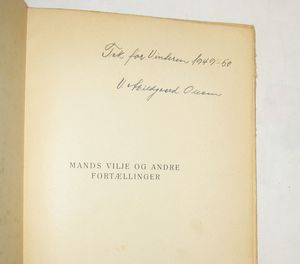 Tak for Vinteren 1949-50
V.
MANDS VILJE OG ANDRE
FORTÆLLINGER